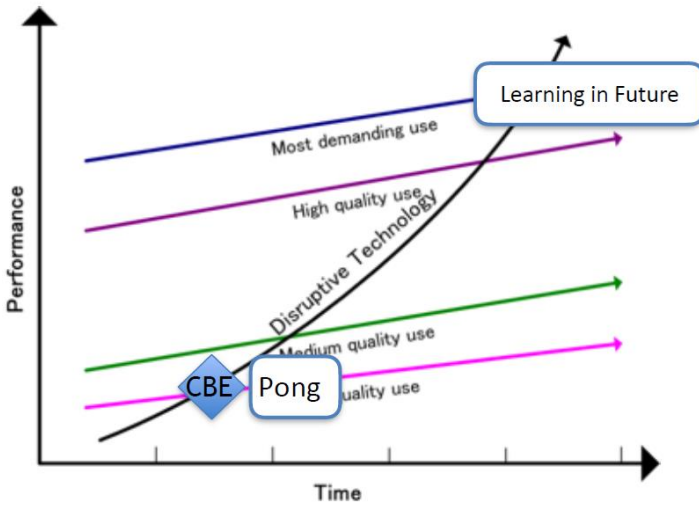 Learning in Future
Most demanding use
High quality use
Disruptive Technology
Medium quality use
CBE
Pong
quality use
Performance
Time